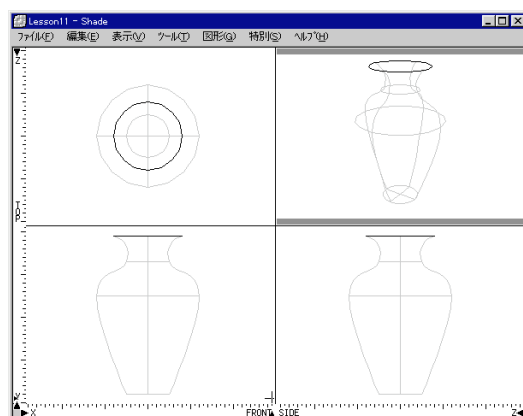 Lesson11 - Shade
ファイル(F) 編集(E) 表示(V) ツール(T) 図形(G) 特別(S) ヘルプ(H)
Z
TOP
Y
X FRONT SIDE Z